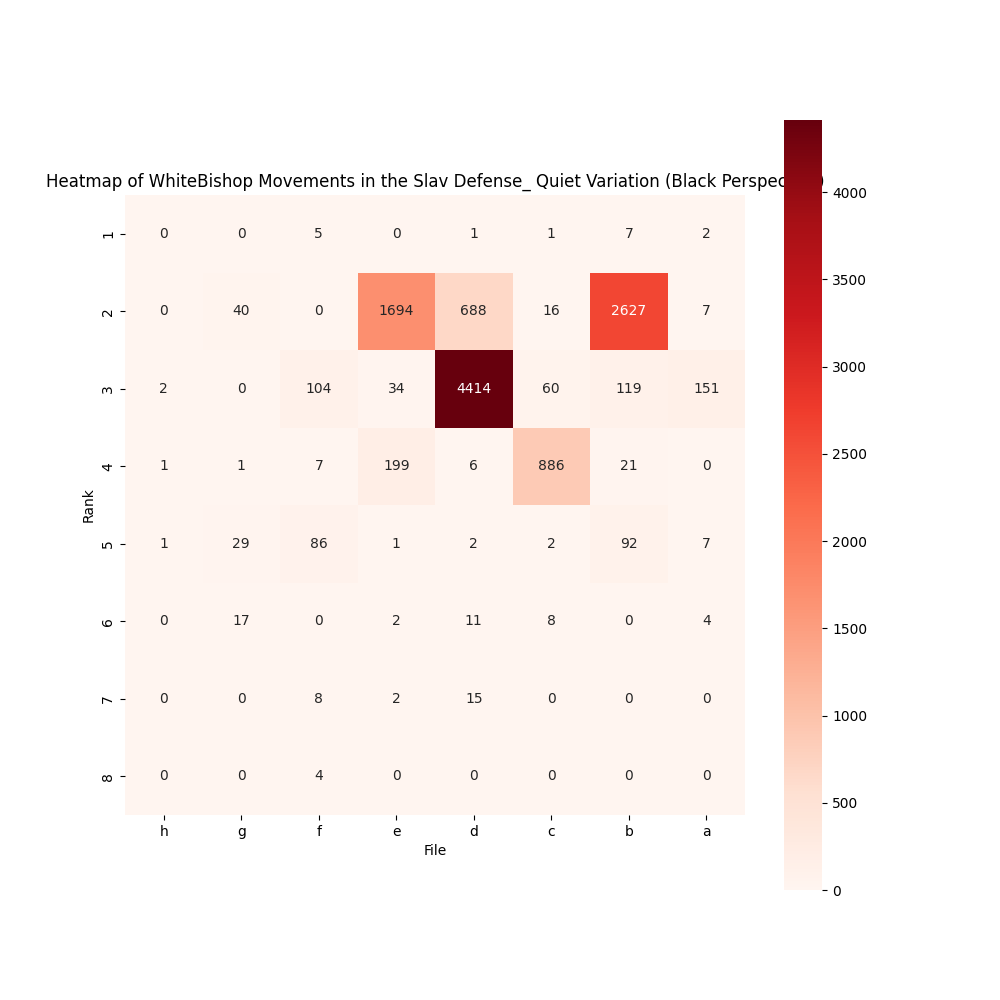 Heatmap of WhiteBishop Movements in the Slav Defense_ Quiet Variation (Black Perspec
4000
3500
3000
2500
2000
1500
1000
500
0
Rank
1 0 0 5 0 1 1 7 2
2 0 40 0 1694 688 16 2627 7
3 2 0 104 34 4414 60 119 151
4 1 1 7 199 6 886 21 0
5 1 29 86 1 2 2 92 7
6 0 17 0 2 11 8 0 4
7 0 0 8 2 15 0 0 0
8 0 0 4 0 0 0 0 0
h g f e d c b a
File